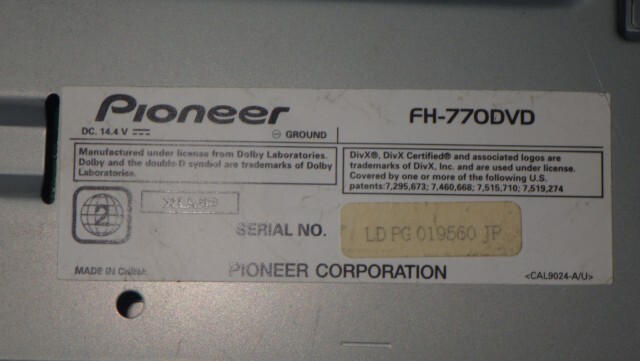 Pioneer
FH-770DVD
DC. 14.4 V
⊖ GROUND
Manufactured under license from Dolby Laboratories.
Dolby and the double-D symbol are trademarks of Dolby
Laboratories.
DivX®, DivX Certified® and associated logos are
trademarks of DivX, Inc. and are used under license.
Covered by one or more of the following U.S.
patents:7,295,673; 7,460,668; 7,515,710; 7,519,274
2
SERIAL NO.
LD PG 019560 JP
MADE IN CHINA
PIONEER CORPORATION
<CAL9024-A/U>